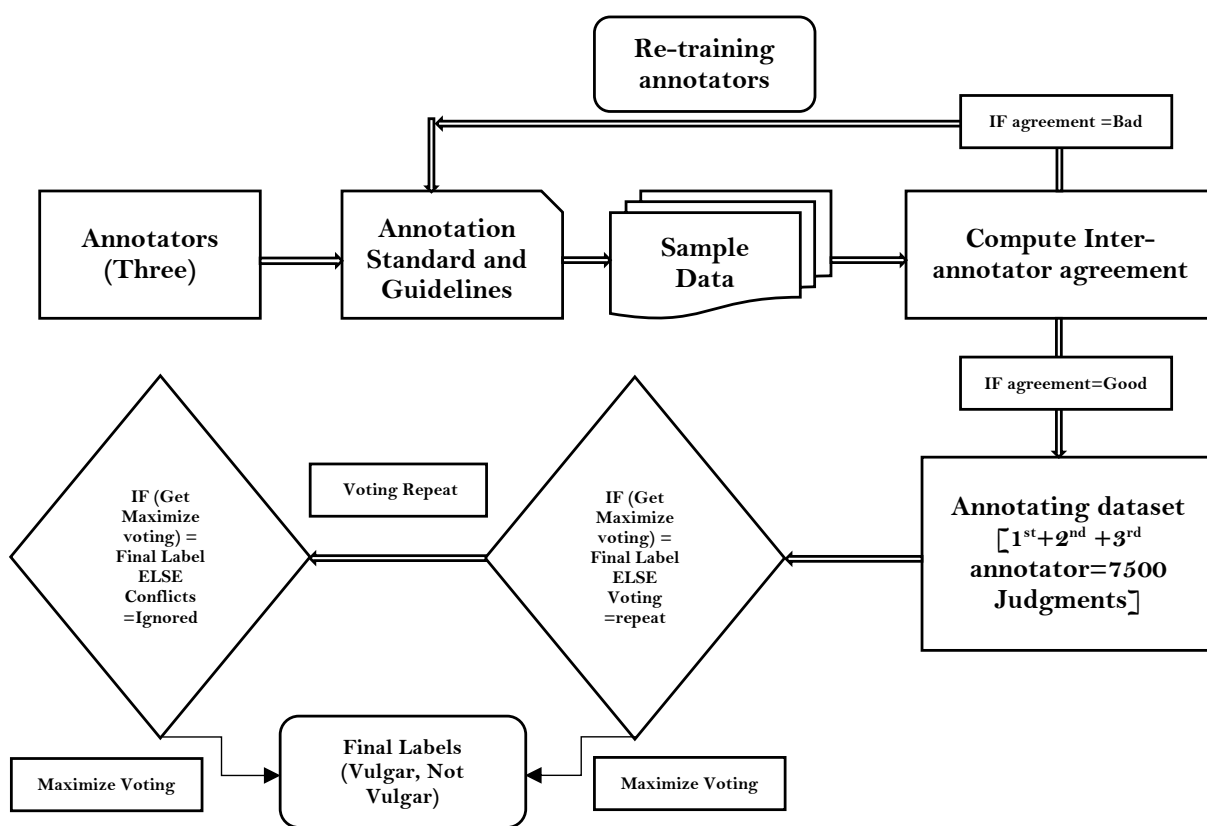 Re-training
annotators
IF agreement =Bad
Annotators
(Three)
Annotation
Standard and
Guidelines
Sample
Data
Compute Inter-
annotator agreement
IF agreement=Good
Annotating dataset
[1st+2nd +3rd
annotator=7500
Judgments]
IF (Get
Maximize
voting) =
Final Label
ELSE
Voting
=repeat
Voting Repeat
IF (Get
Maximize
voting) =
Final Label
ELSE
Conflicts
=Ignored
Final Labels
(Vulgar, Not
Vulgar)
Maximize Voting
Maximize Voting